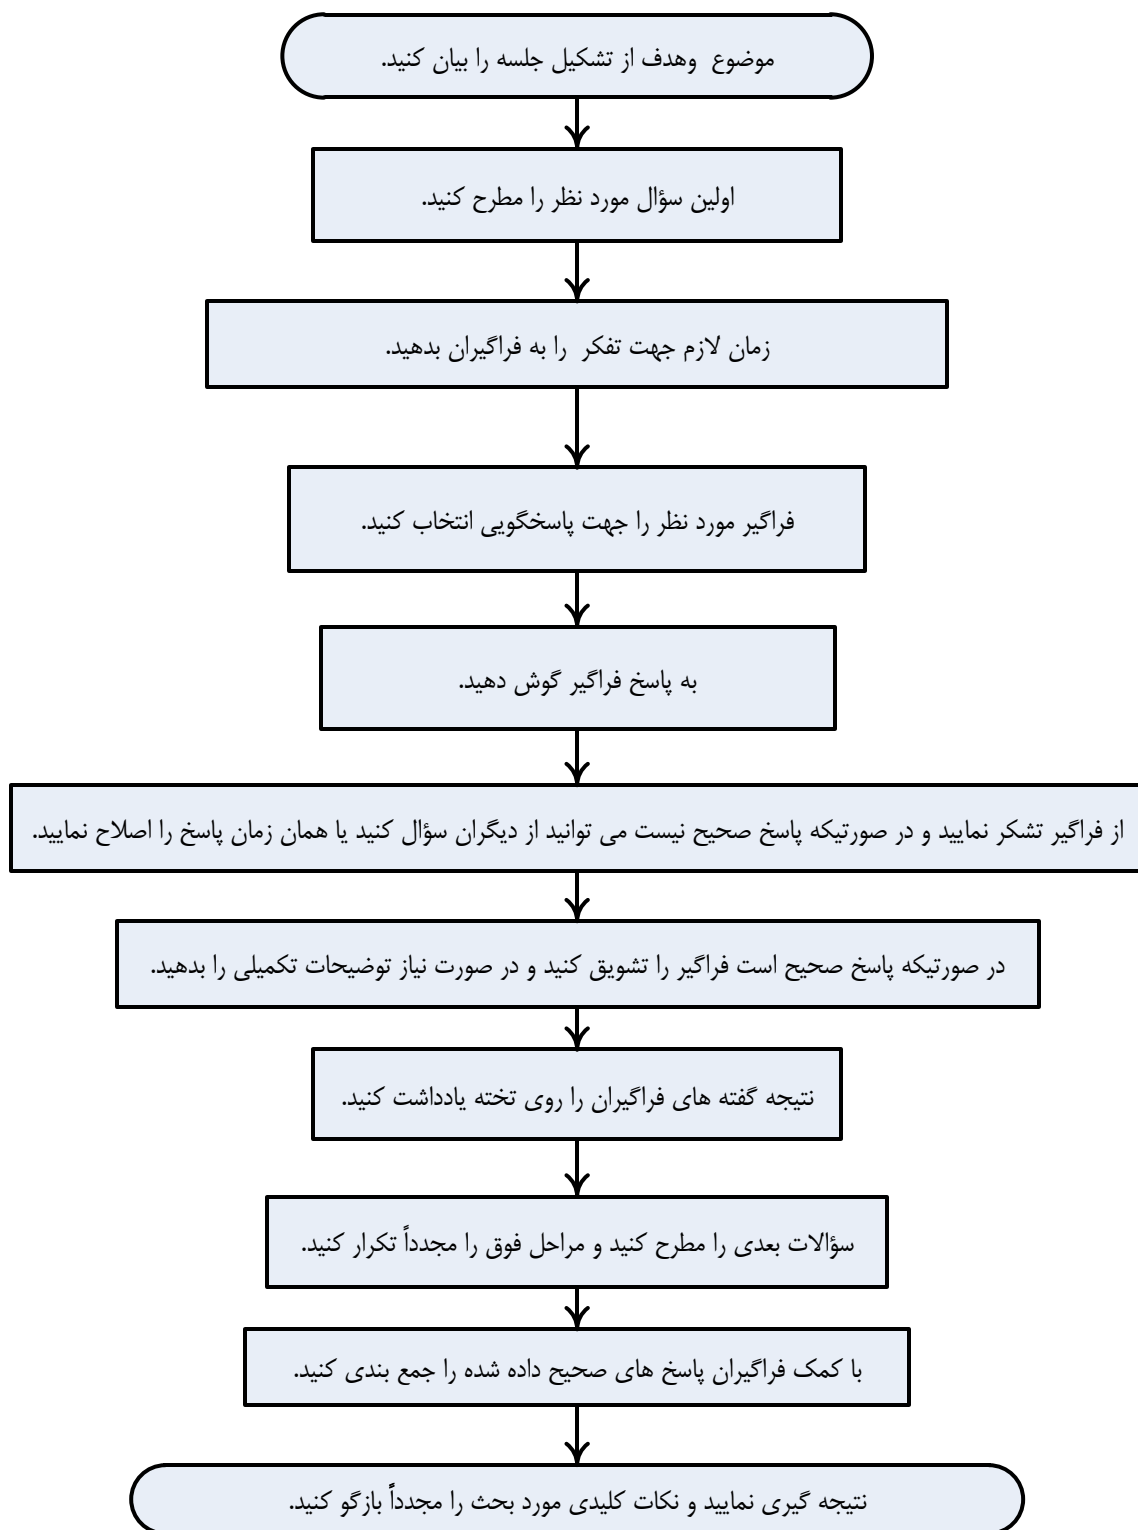 موضوع وهدف از تشکیل جلسه را بیان کنید.
اولین سؤال مورد نظر را مطرح کنید.
زمان لازم جهت تفکر را به فراگیران بدهید.
فراگیر مورد نظر را جهت پاسخگویی انتخاب کنید.
به پاسخ فراگیر گوش دهید.
از فراگیر تشکر نمایید و در صورتیکه پاسخ صحیح نیست می توانید از دیگران سؤال کنید یا همان زمان پاسخ را اصلاح نمایید.
در صورتیکه پاسخ صحیح است فراگیر را تشویق کنید و در صورت نیاز توضیحات تکمیلی را بدهید.
نتیجه گفته های فراگیران را روی تخته یادداشت کنید.
سؤالات بعدی را مطرح کنید و مراحل فوق را مجدداً تکرار کنید.
با کمک فراگیران پاسخ های صحیح داده شده را جمع بندی کنید.
نتیجه گیری نمایید و نکات کلیدی مورد بحث را مجدداً بازگو کنید.